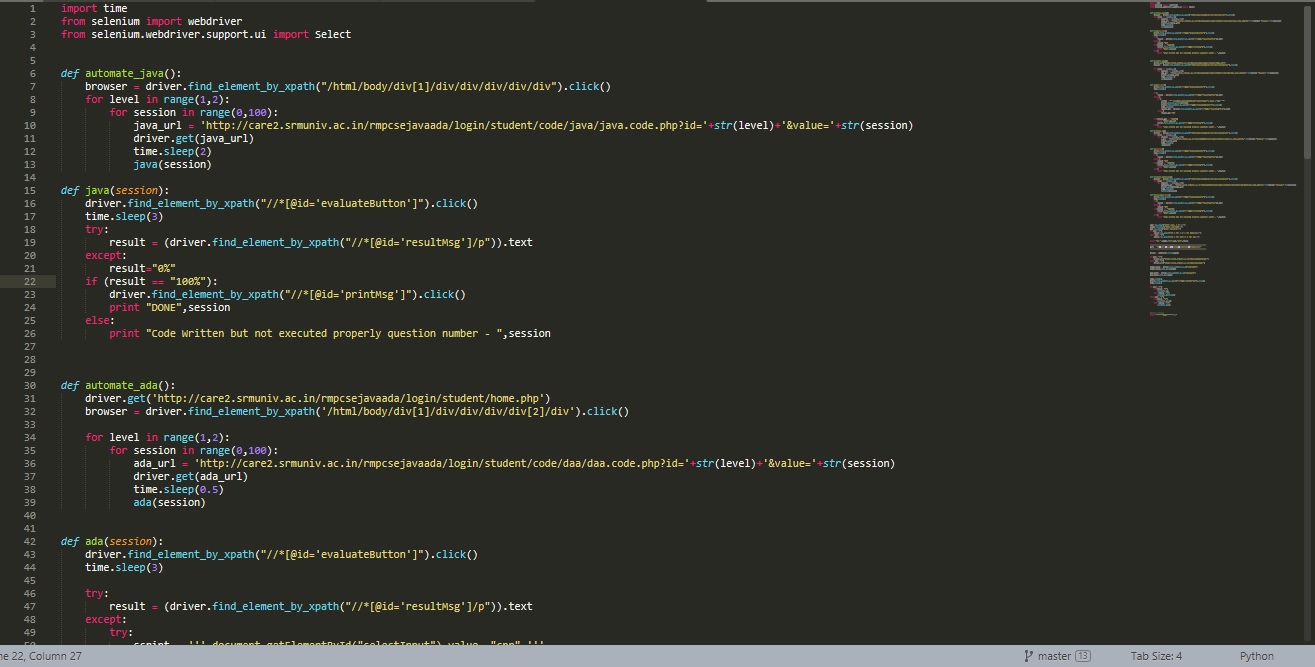 1 import time
2 from selenium import webdriver
3 from selenium.webdriver.support.ui import Select
4
5
6 def automate_java():
7     browser = driver.find_element_by_xpath("/html/body/div[1]/div/div/div/div/div").click()
8     for level in range(1,2):
9         for session in range(0,100):
10             java_url = 'http://care2.srmuniv.ac.in/rmpcsejavaada/login/student/code/java/java.code.php?id='+str(level)+'&value='+str(session)
11             driver.get(java_url)
12             time.sleep(2)
13             java(session)
14
15 def java(session):
16     driver.find_element_by_xpath("//*[@id='evaluateButton']").click()
17     time.sleep(3)
18     try:
19         result = (driver.find_element_by_xpath("//*[@id='resultMsg']/p")).text
20     except:
21         result="0%"
22     if (result == "100%"):
23         driver.find_element_by_xpath("//*[@id='printMsg']").click()
24         print "DONE",session
25     else:
26         print "Code Written but not executed properly question number - ",session
27
28
29
30 def automate_ada():
31     driver.get('http://care2.srmuniv.ac.in/rmpcsejavaada/login/student/home.php')
32     browser = driver.find_element_by_xpath('/html/body/div[1]/div/div/div/div[2]/div').click()
33
34     for level in range(1,2):
35         for session in range(0,100):
36             ada_url = 'http://care2.srmuniv.ac.in/rmpcsejavaada/login/student/code/daa/daa.code.php?id='+str(level)+'&value='+str(session)
37             driver.get(ada_url)
38             time.sleep(0.5)
39             ada(session)
40
41
42 def ada(session):
43     driver.find_element_by_xpath("//*[@id='evaluateButton']").click()
44     time.sleep(3)
45
46     try:
47         result = (driver.find_element_by_xpath("//*[@id='resultMsg']/p")).text
48     except:
49         try:
50             script = ''' document.getElementById("selectInput").value= "cpp" '''
ne 22, Column 27 master 13 Tab Size: 4 Python